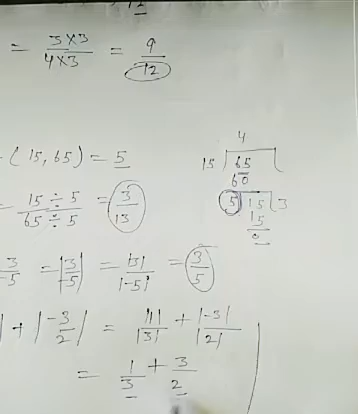 12
= 3×3/4×3 = 9/12
(15, 65) = 5
= 15÷5/65÷5 = 3/13
4
15 ) 65 (
60
5 ) 15 ( 3
15
0
3/-5 = |3/-5| = |3|/|-5| = 3/5
| + |-3/2| = |1|/|3| + |-3|/|2|
= 1/3 + 3/2